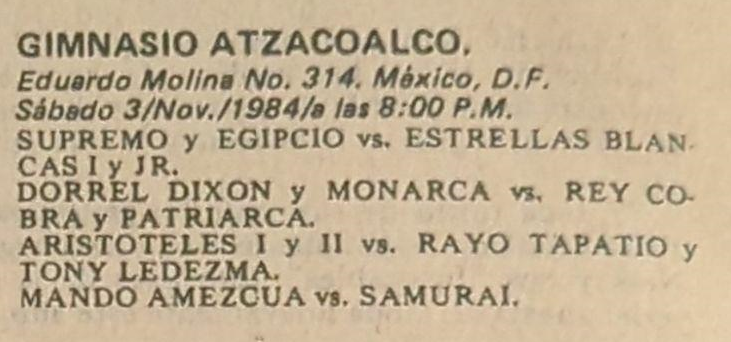 GIMNASIO ATZACOALCO.
Eduardo Molina No. 314. México, D.F.
Sábado 3/Nov./1984/a las 8:00 P.M.
SUPREMO y EGIPCIO vs. ESTRELLAS BLAN-
CAS I y JR.
DORREL DIXON y MONARCA vs. REY CO-
BRA y PATRIARCA.
ARISTOTELES I y II vs. RAYO TAPATIO y
TONY LEDEZMA.
MANDO AMEZCUA vs. SAMURAI.